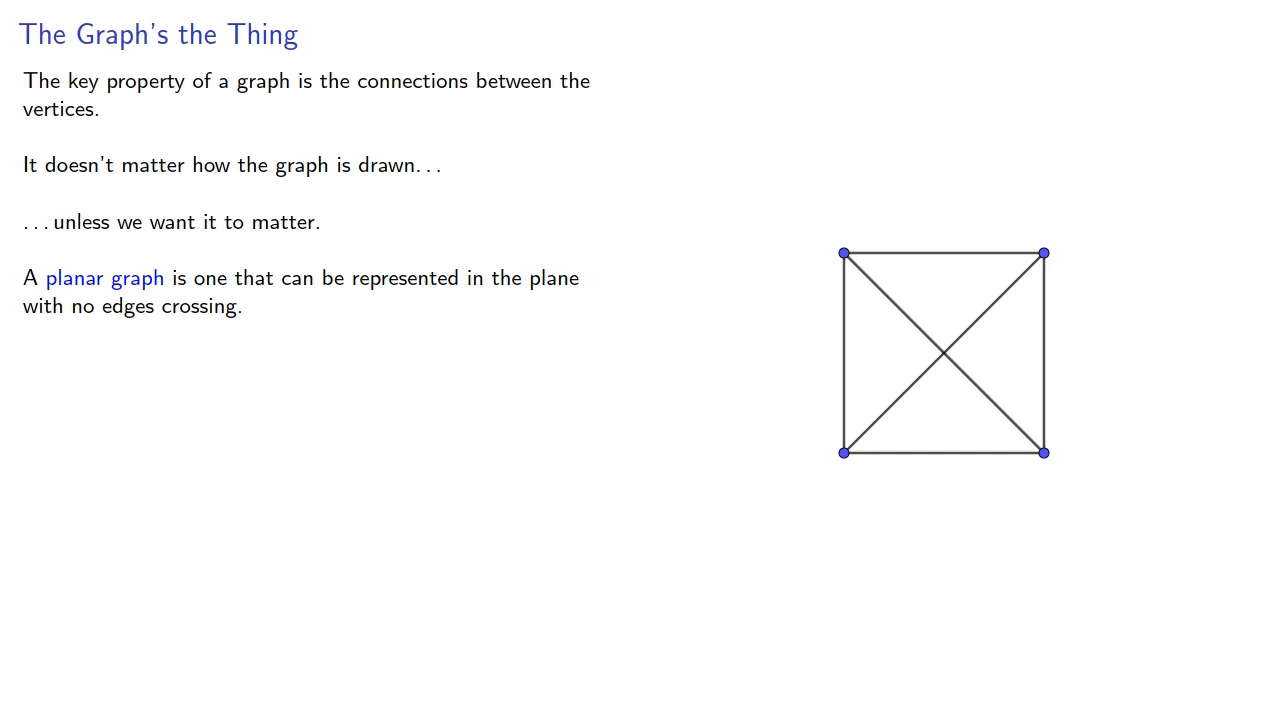 The Graph's the Thing
The key property of a graph is the connections between the
vertices.
It doesn't matter how the graph is drawn...
...unless we want it to matter.
A planar graph is one that can be represented in the plane
with no edges crossing.